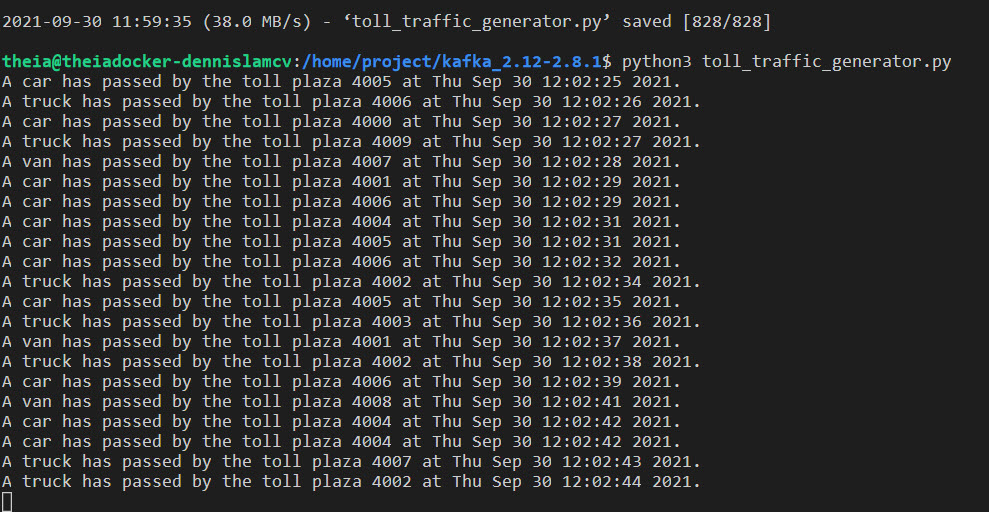 2021-09-30 11:59:35 (38.0 MB/s) - ‘toll_traffic_generator.py’ saved [828/828]
theia@theiadocker-dennislamcv:/home/project/kafka_2.12-2.8.1$ python3 toll_traffic_generator.py
A car has passed by the toll plaza 4005 at Thu Sep 30 12:02:25 2021.
A truck has passed by the toll plaza 4006 at Thu Sep 30 12:02:26 2021.
A car has passed by the toll plaza 4000 at Thu Sep 30 12:02:27 2021.
A truck has passed by the toll plaza 4009 at Thu Sep 30 12:02:27 2021.
A van has passed by the toll plaza 4007 at Thu Sep 30 12:02:28 2021.
A car has passed by the toll plaza 4001 at Thu Sep 30 12:02:29 2021.
A car has passed by the toll plaza 4006 at Thu Sep 30 12:02:29 2021.
A car has passed by the toll plaza 4004 at Thu Sep 30 12:02:31 2021.
A car has passed by the toll plaza 4005 at Thu Sep 30 12:02:31 2021.
A car has passed by the toll plaza 4006 at Thu Sep 30 12:02:32 2021.
A truck has passed by the toll plaza 4002 at Thu Sep 30 12:02:34 2021.
A car has passed by the toll plaza 4005 at Thu Sep 30 12:02:35 2021.
A truck has passed by the toll plaza 4003 at Thu Sep 30 12:02:36 2021.
A van has passed by the toll plaza 4001 at Thu Sep 30 12:02:37 2021.
A truck has passed by the toll plaza 4002 at Thu Sep 30 12:02:38 2021.
A car has passed by the toll plaza 4006 at Thu Sep 30 12:02:39 2021.
A van has passed by the toll plaza 4008 at Thu Sep 30 12:02:41 2021.
A car has passed by the toll plaza 4004 at Thu Sep 30 12:02:42 2021.
A car has passed by the toll plaza 4004 at Thu Sep 30 12:02:42 2021.
A truck has passed by the toll plaza 4007 at Thu Sep 30 12:02:43 2021.
A truck has passed by the toll plaza 4002 at Thu Sep 30 12:02:44 2021.